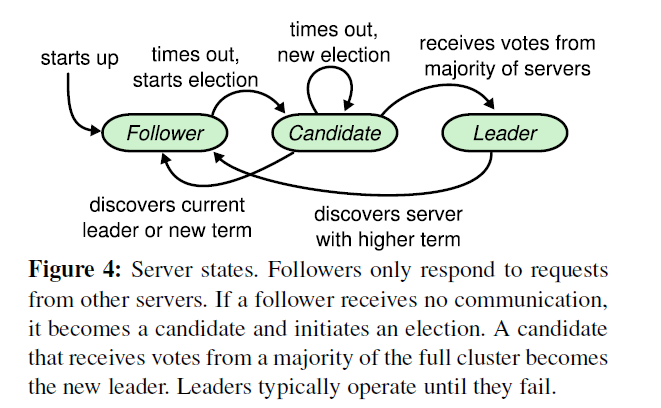 starts up
times out,
starts election
times out,
new election
receives votes from
majority of servers
Follower
Candidate
Leader
discovers current
leader or new term
discovers server
with higher term
Figure 4: Server states. Followers only respond to requests
from other servers. If a follower receives no communication,
it becomes a candidate and initiates an election. A candidate
that receives votes from a majority of the full cluster becomes
the new leader. Leaders typically operate until they fail.